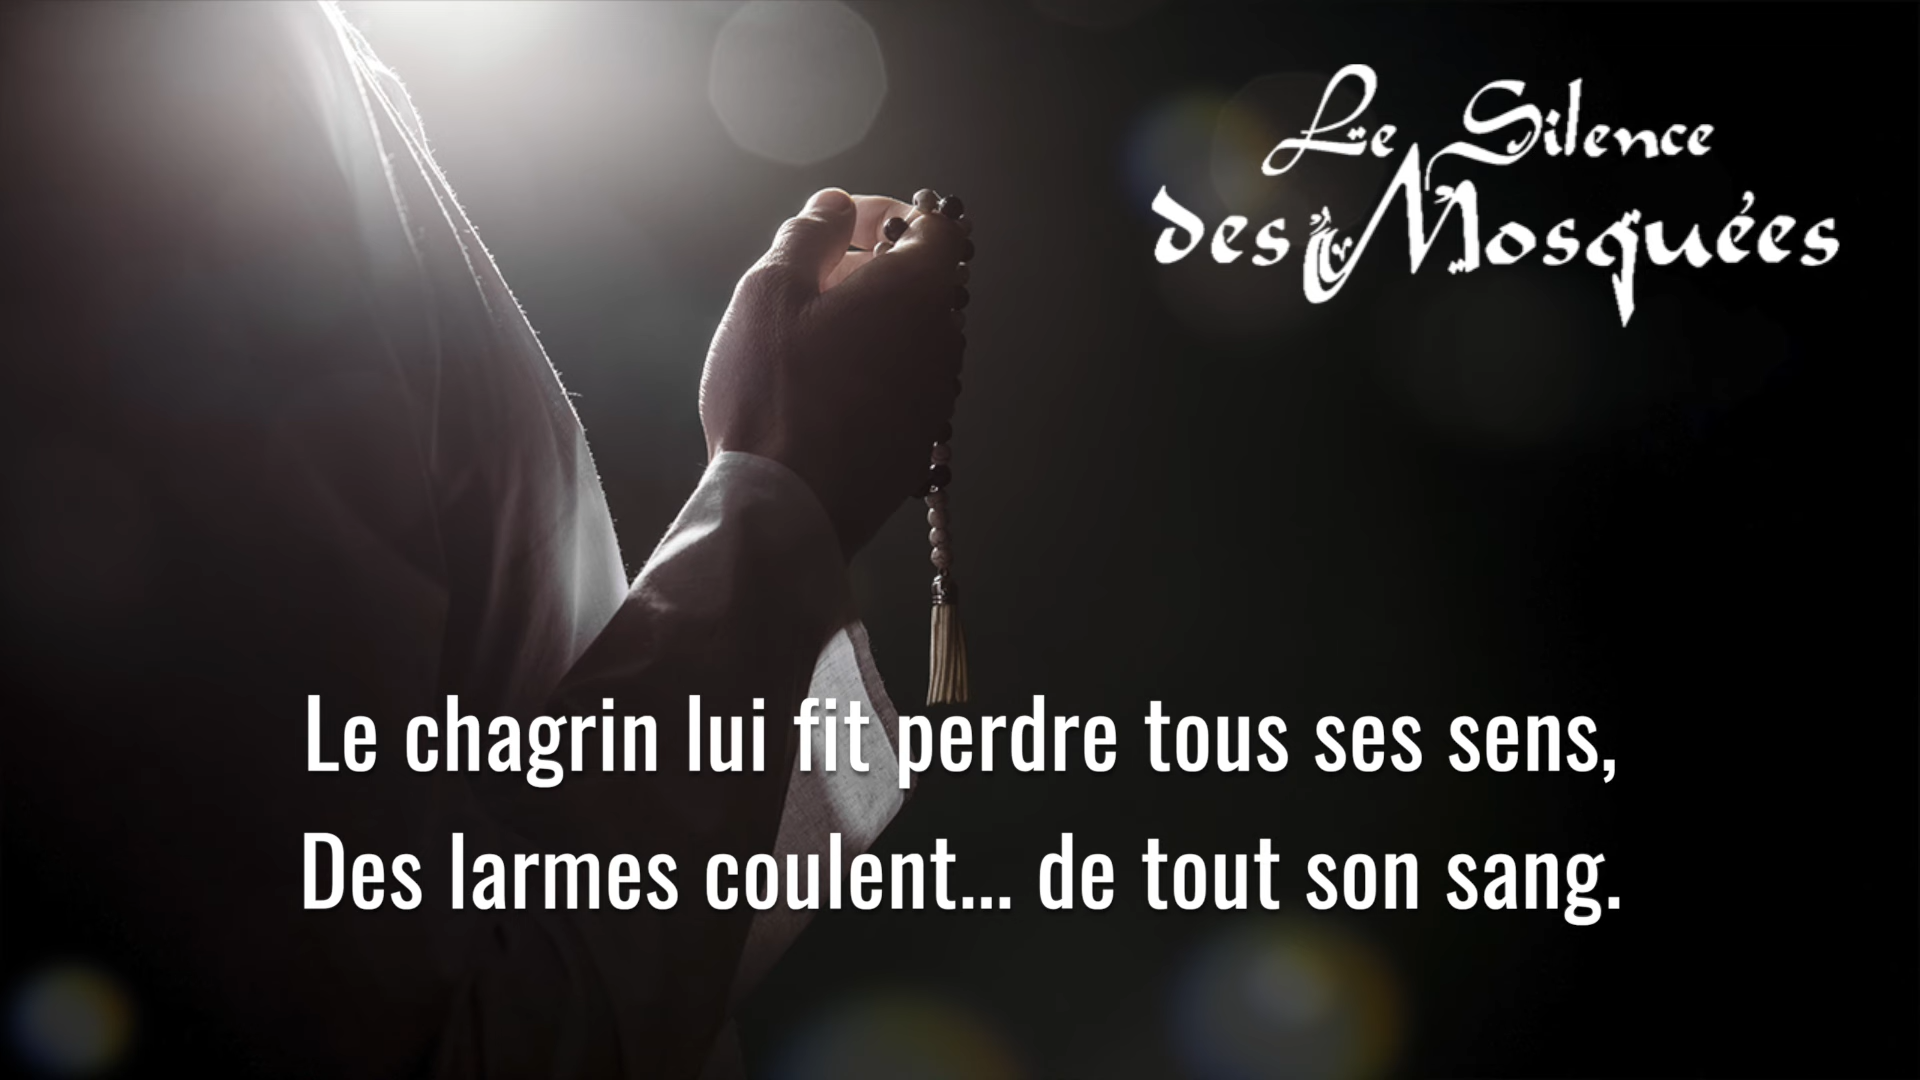 Le Silence
des Mosquées
Le chagrin lui fit perdre tous ses sens,
Des larmes coulent... de tout son sang.